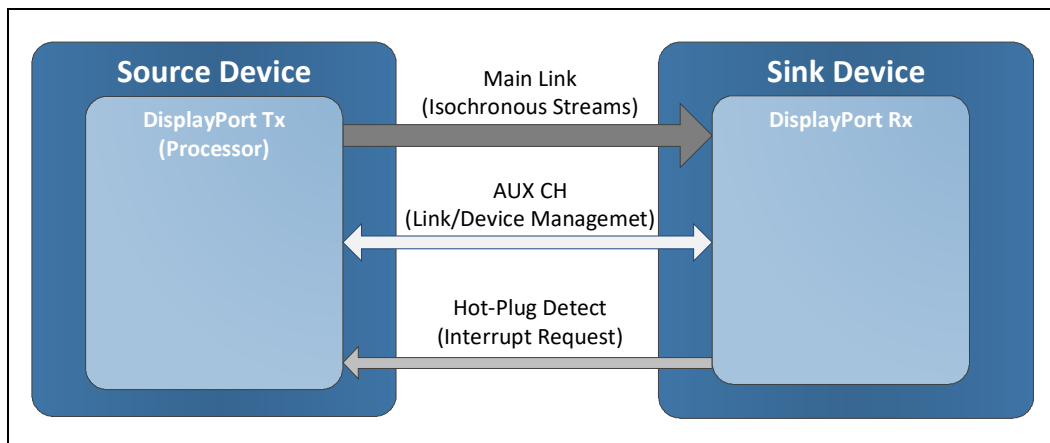 Source Device
DisplayPort Tx
(Processor)
Main Link
(Isochronous Streams)
AUX CH
(Link/Device Managemet)
Hot-Plug Detect
(Interrupt Request)
Sink Device
DisplayPort Rx